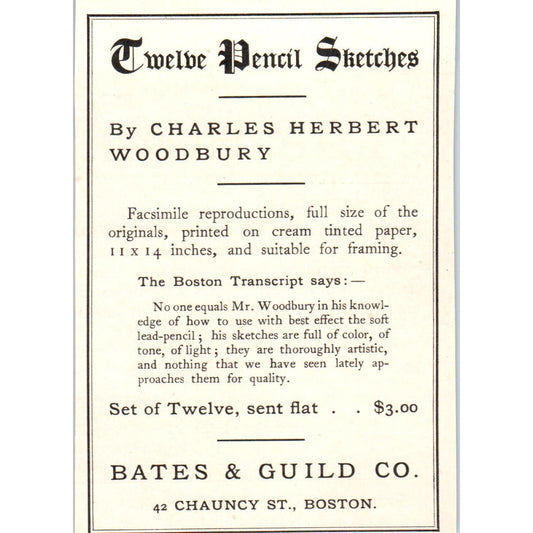 Twelve Pencil Sketches
By CHARLES HERBERT
WOODBURY
Facsimile reproductions, full size of the
originals, printed on cream tinted paper,
11 x 14 inches, and suitable for framing.
The Boston Transcript says:—
No one equals Mr. Woodbury in his knowl-
edge of how to use with best effect the soft
lead-pencil; his sketches are full of color, of
tone, of light; they are thoroughly artistic,
and nothing that we have seen lately ap-
proaches them for quality.
Set of Twelve, sent flat . . $3.00
BATES & GUILD CO.
42 CHAUNCY ST., BOSTON.